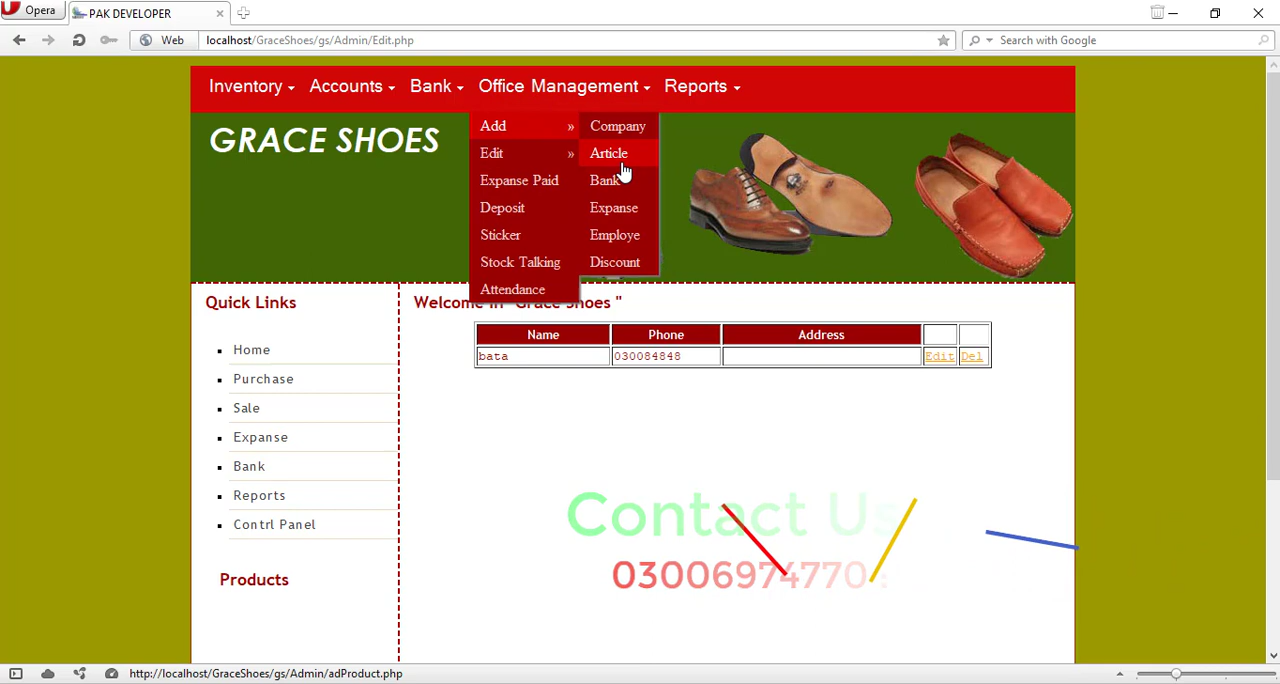 Opera
PAK DEVELOPER
Web
localhost/GraceShoes/gs/Admin/Edit.php
Search with Google
Inventory Accounts Bank Office Management Reports
GRACE SHOES
Add »
Edit »
Expanse Paid
Deposit
Sticker
Stock Talking
Attendance
Company
Article
Bank
Expanse
Employe
Discount
Quick Links
Home
Purchase
Sale
Expanse
Bank
Reports
Contrl Panel
Products
Welcome in "Grace Shoes "
Name Phone Address
bata 030084848 Edit Del
Contact Us
03006974770
http://localhost/GraceShoes/gs/Admin/adProduct.php